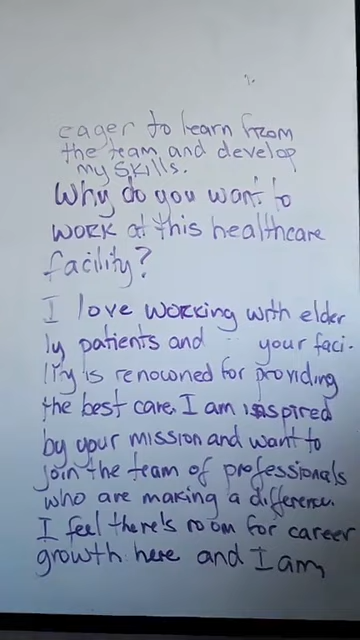 eager to learn from
the team and develop
my skills.
Why do you want to
work at this healthcare
facility?
I love working with elder
ly patients and your faci-
lity is renowned for providing
the best care. I am inspired
by your mission and want to
join the team of professionals
who are making a difference.
I feel there's room for career
growth here and I am